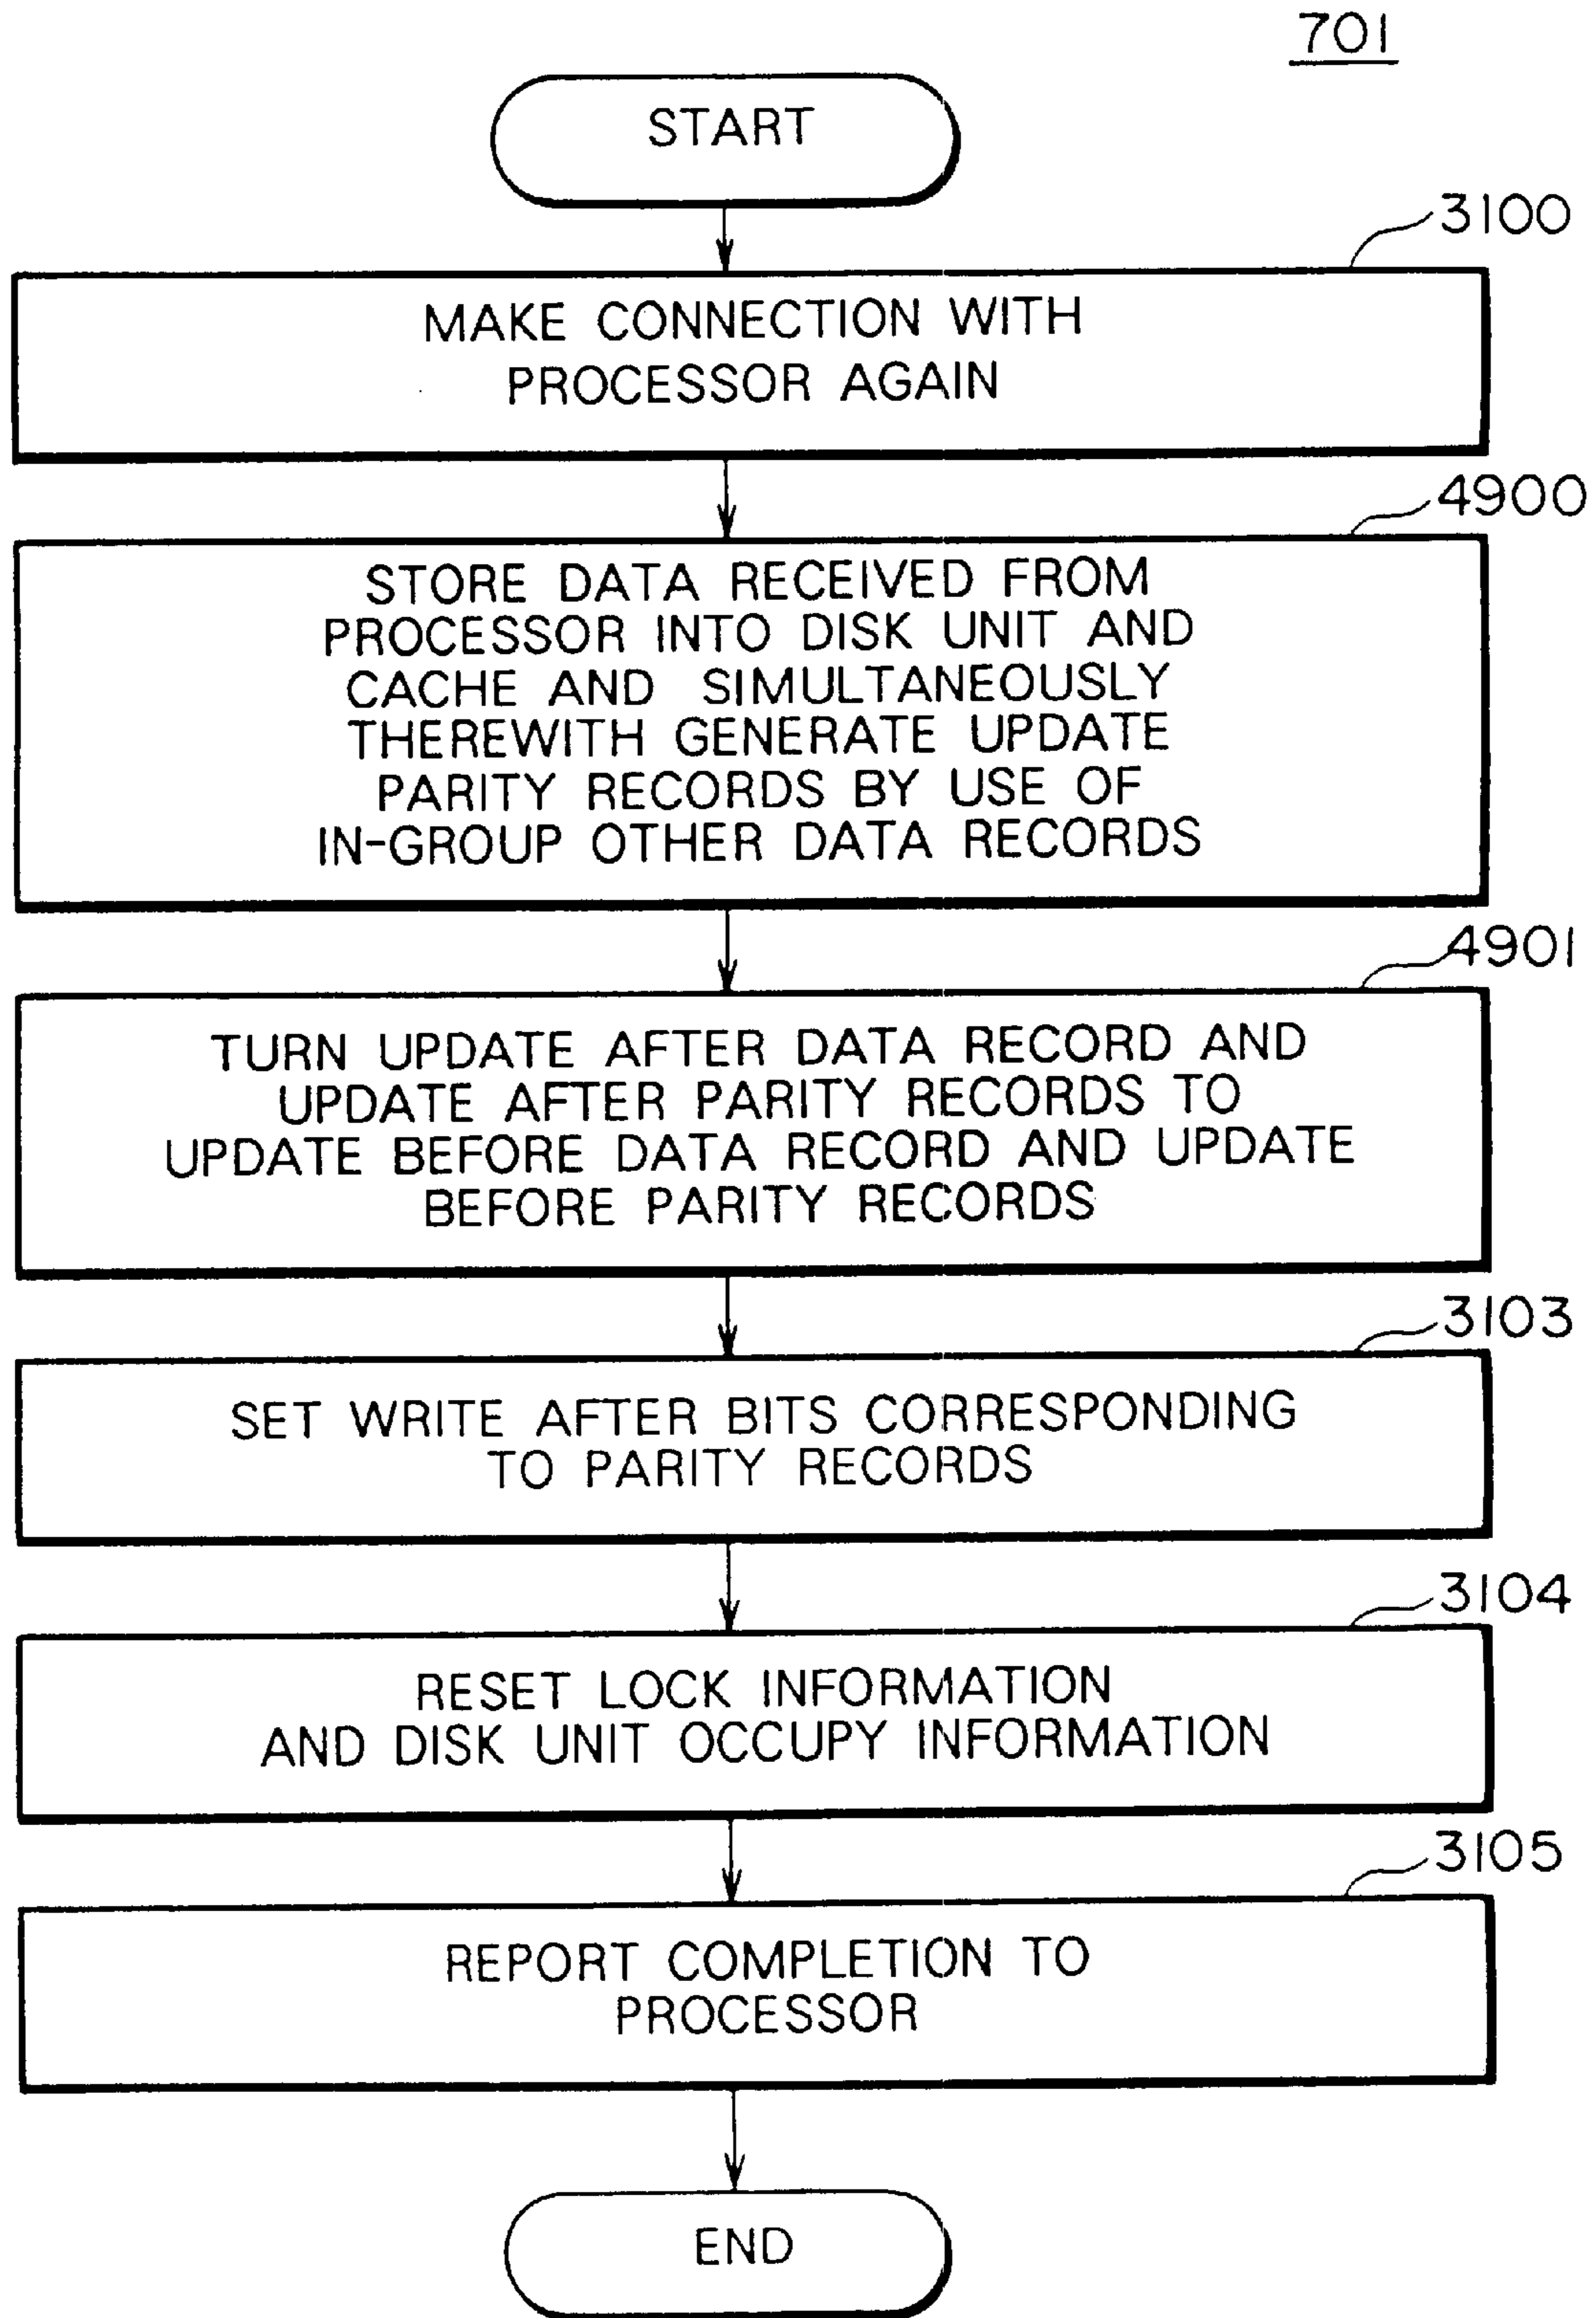 701
START
3100
MAKE CONNECTION WITH
PROCESSOR AGAIN
4900
STORE DATA RECEIVED FROM
PROCESSOR INTO DISK UNIT AND
CACHE AND SIMULTANEOUSLY
THEREWITH GENERATE UPDATE
PARITY RECORDS BY USE OF
IN-GROUP OTHER DATA RECORDS
4901
TURN UPDATE AFTER DATA RECORD AND
UPDATE AFTER PARITY RECORDS TO
UPDATE BEFORE DATA RECORD AND UPDATE
BEFORE PARITY RECORDS
3103
SET WRITE AFTER BITS CORRESPONDING
TO PARITY RECORDS
3104
RESET LOCK INFORMATION
AND DISK UNIT OCCUPY INFORMATION
3105
REPORT COMPLETION TO
PROCESSOR
END